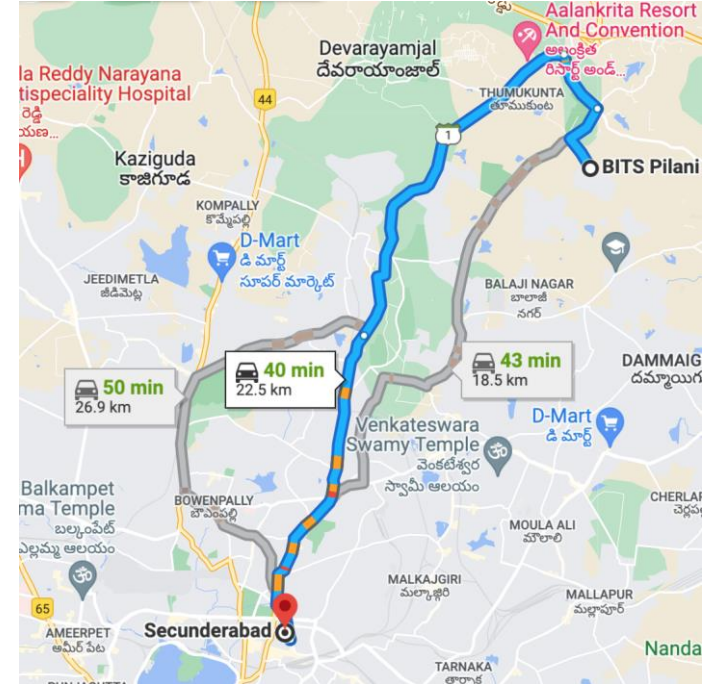 Aalankrita Resort
And Convention
అలంక్రిత
రిసార్ట్ అండ్...
Devarayamjal
దేవరాయాంజాల్
la Reddy Narayana
tispeciality Hospital
రెడ్డి
44
THUMUKUNTA
తూముకుంట
1
BITS Pilani
Kaziguda
కాజిగూడ
KOMPALLY
కొమ్పేపల్లి
D-Mart
డి మార్ట్
సూపర్ మార్కెట్
JEEDIMETLA
జీడిమెట్ల
BALAJI NAGAR
బాలాజీ
నగర్
50 min
26.9 km
40 min
22.5 km
43 min
18.5 km
DAMMAIG
దమ్మాయిగ
D-Mart
డి మార్ట్
Venkateswara
Swamy Temple
వెంకటేశ్వర
స్వామీ ఆలయం
Balkampet
ma Temple
బల్కంపేట్
ఎల్లమ్మ ఆలయం
BOWENPALLY
బౌఎంపల్లి
CHERLAP
చెర్లపల
MOULA ALI
మౌలాలి
MALKAJGIRI
మల్కాజ్గిరి
MALLAPUR
మల్లాపూర్
65
AMEERPET
అమీర్ పేట
Secunderabad
Nanda
TARNAKA
తార్నాక